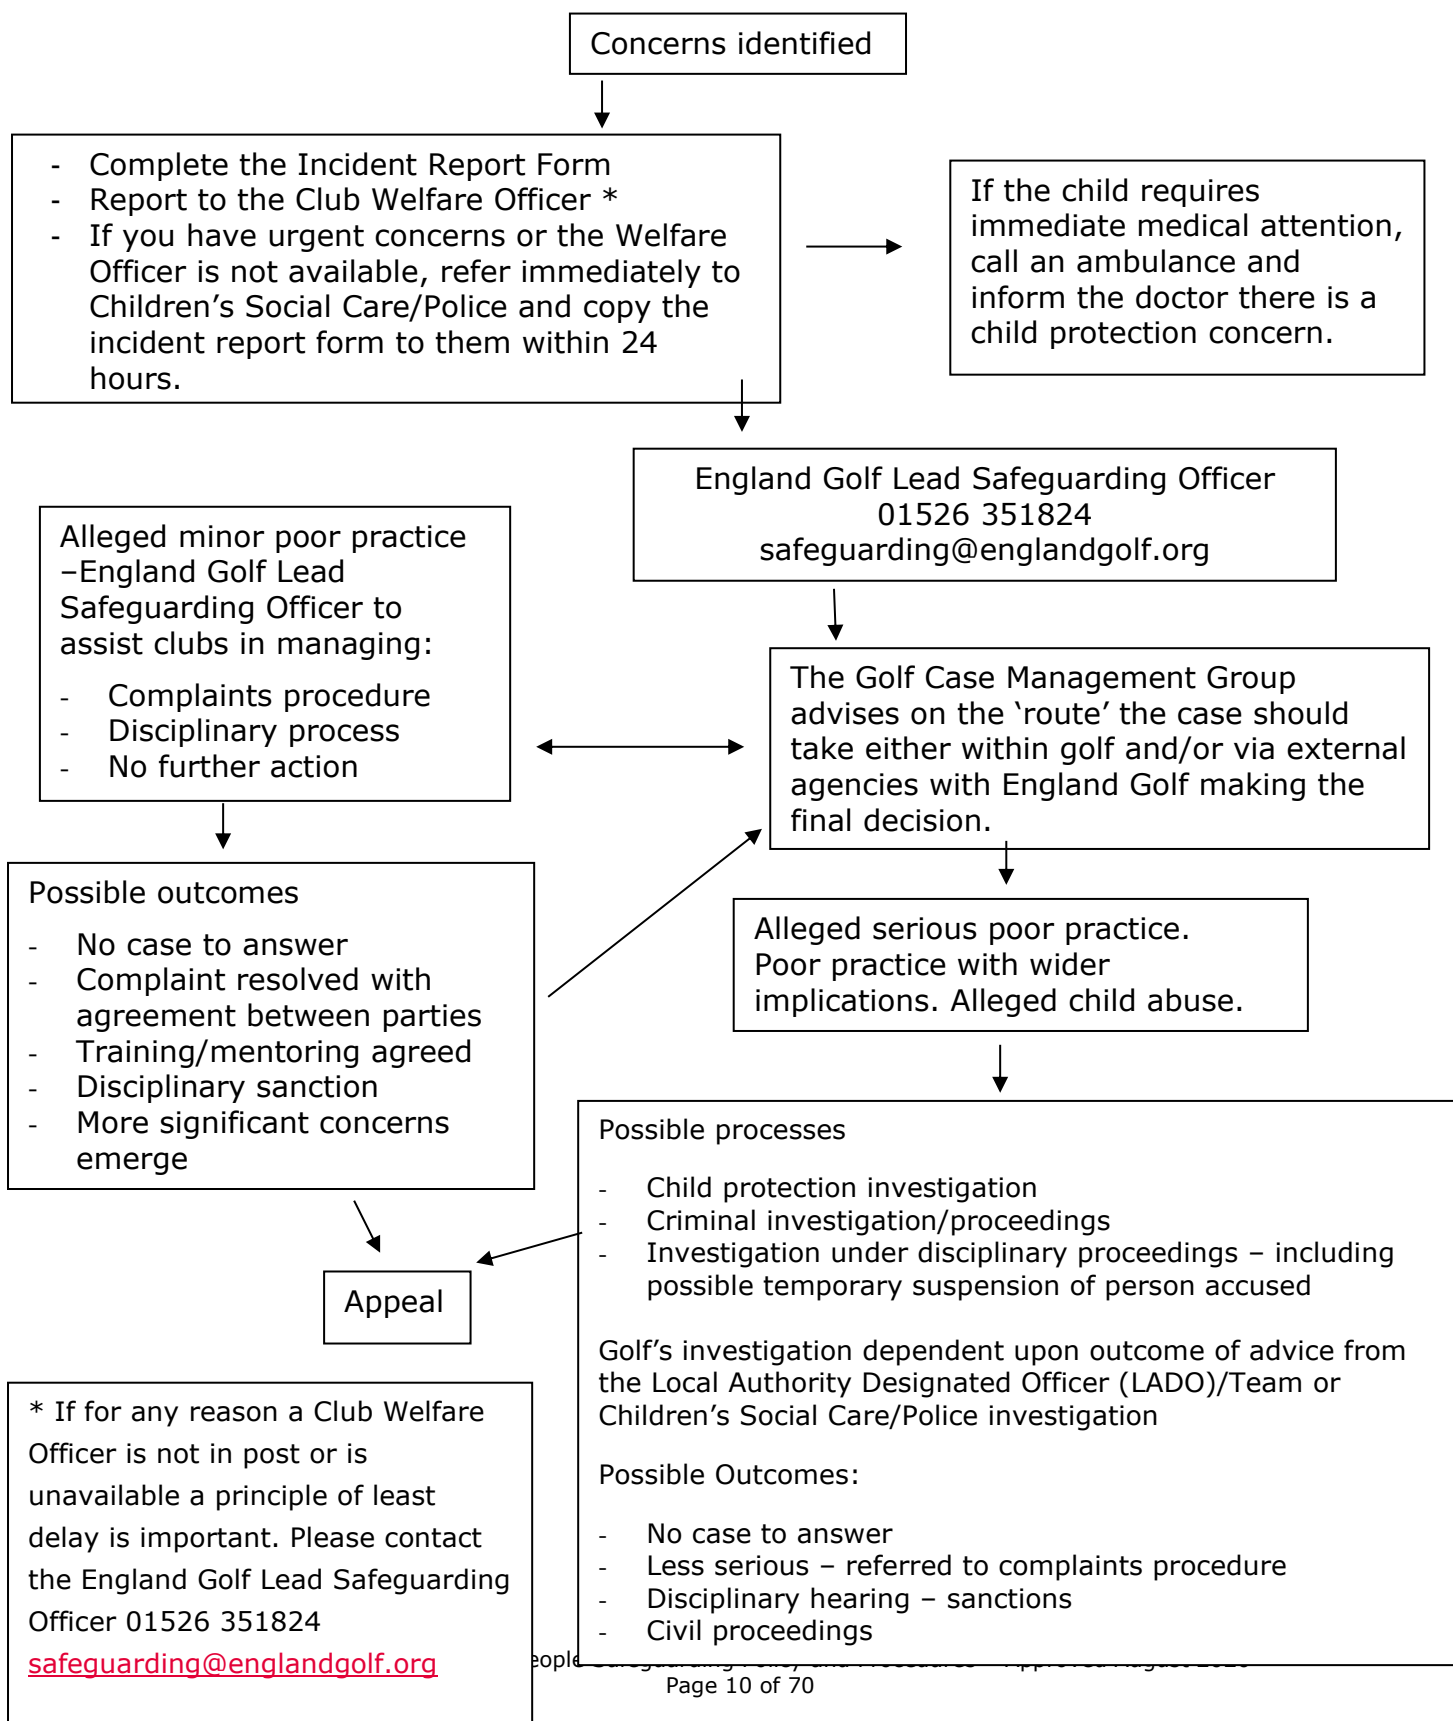 Concerns identified
- Complete the Incident Report Form
- Report to the Club Welfare Officer *
- If you have urgent concerns or the Welfare
Officer is not available, refer immediately to
Children’s Social Care/Police and copy the
incident report form to them within 24
hours.
If the child requires
immediate medical attention,
call an ambulance and
inform the doctor there is a
child protection concern.
England Golf Lead Safeguarding Officer
01526 351824
safeguarding@englandgolf.org
Alleged minor poor practice
–England Golf Lead
Safeguarding Officer to
assist clubs in managing:
- Complaints procedure
- Disciplinary process
- No further action
The Golf Case Management Group
advises on the ‘route’ the case should
take either within golf and/or via external
agencies with England Golf making the
final decision.
Possible outcomes
- No case to answer
- Complaint resolved with
agreement between parties
- Training/mentoring agreed
- Disciplinary sanction
- More significant concerns
emerge
Alleged serious poor practice.
Poor practice with wider
implications. Alleged child abuse.
Possible processes
- Child protection investigation
- Criminal investigation/proceedings
- Investigation under disciplinary proceedings – including
possible temporary suspension of person accused
Golf’s investigation dependent upon outcome of advice from
the Local Authority Designated Officer (LADO)/Team or
Children’s Social Care/Police investigation
Possible Outcomes:
- No case to answer
- Less serious – referred to complaints procedure
- Disciplinary hearing – sanctions
- Civil proceedings
Appeal
* If for any reason a Club Welfare
Officer is not in post or is
unavailable a principle of least
delay is important. Please contact
the England Golf Lead Safeguarding
Officer 01526 351824
safeguarding@englandgolf.org
Page 10 of 70